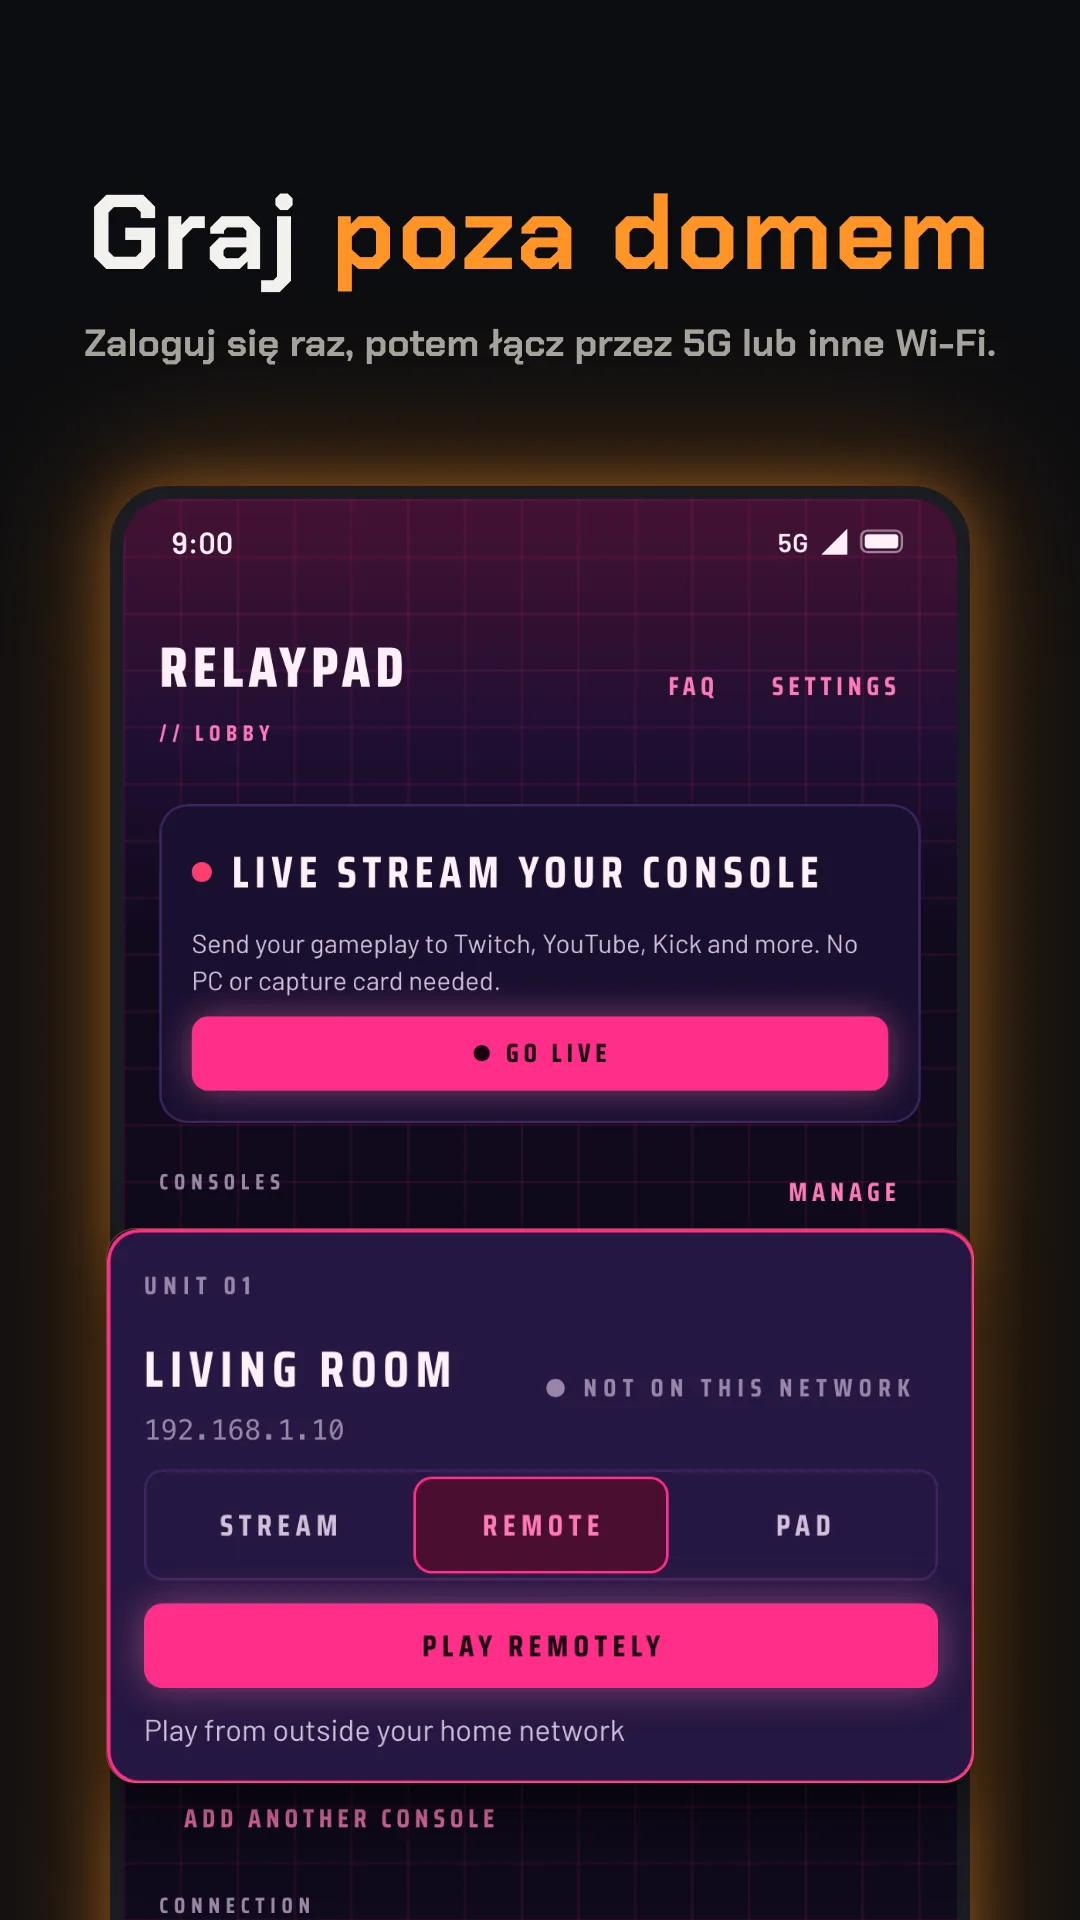 Graj poza domem
Zaloguj się raz, potem łącz przez 5G lub inne Wi-Fi.
9:00
5G
RELAYPAD
FAQ
SETTINGS
// LOBBY
LIVE STREAM YOUR CONSOLE
Send your gameplay to Twitch, YouTube, Kick and more. No
PC or capture card needed.
GO LIVE
CONSOLES
MANAGE
UNIT 01
LIVING ROOM
NOT ON THIS NETWORK
192.168.1.10
STREAM
REMOTE
PAD
PLAY REMOTELY
Play from outside your home network
ADD ANOTHER CONSOLE
CONNECTION